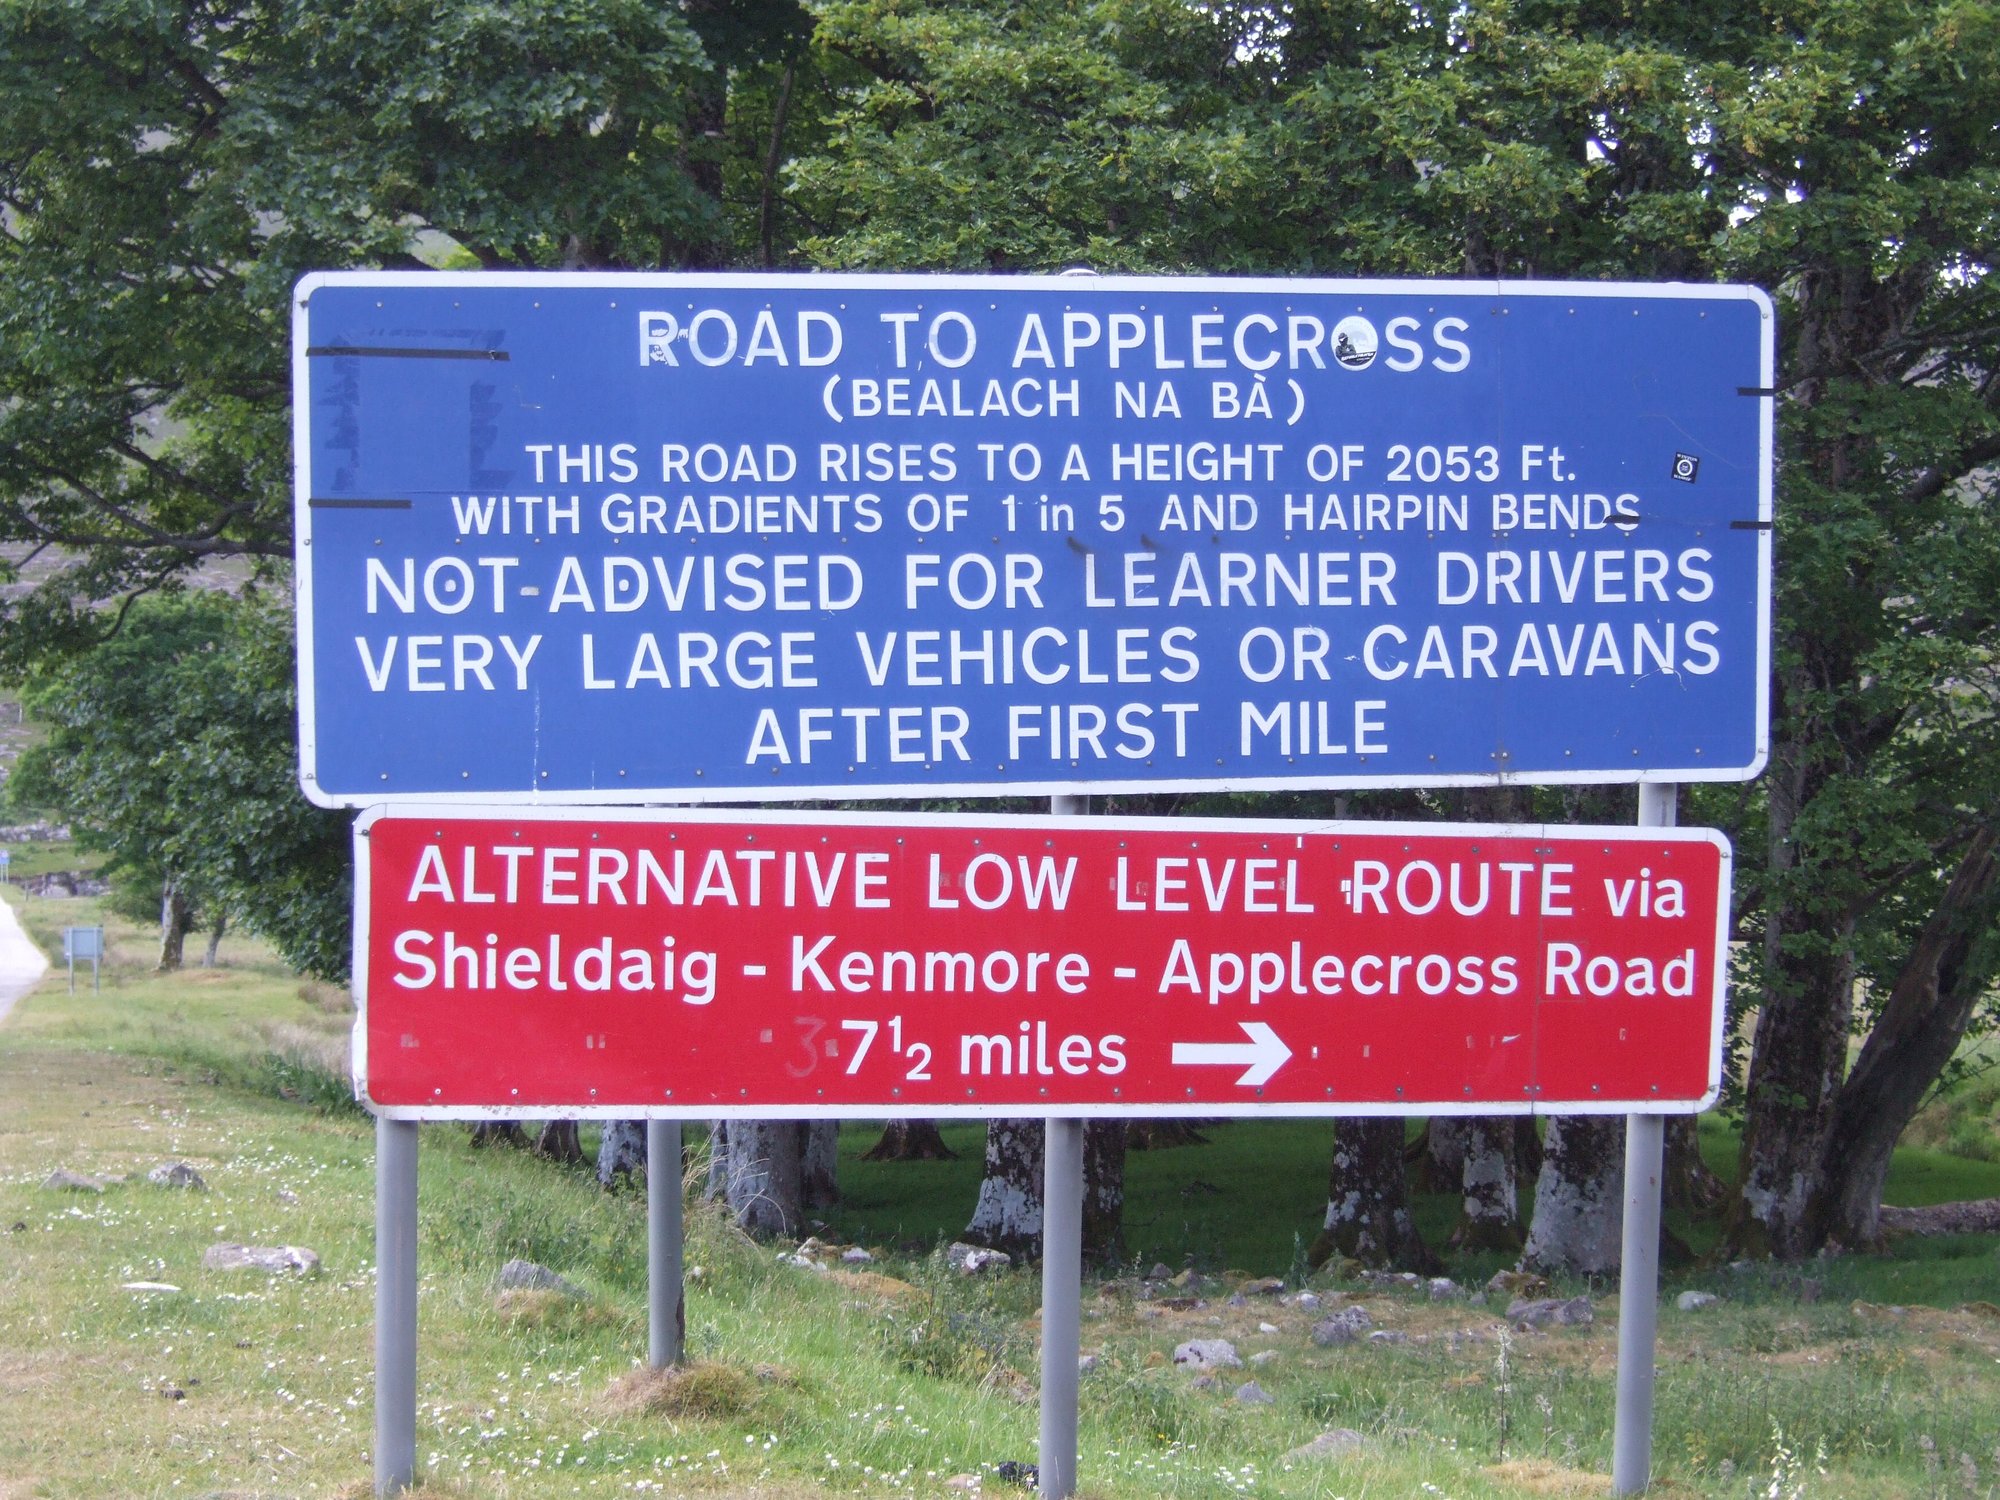 ROAD TO APPLECROSS
(BEALACH NA BÀ)
THIS ROAD RISES TO A HEIGHT OF 2053 Ft.
WITH GRADIENTS OF 1 in 5 AND HAIRPIN BENDS
NOT ADVISED FOR LEARNER DRIVERS
VERY LARGE VEHICLES OR CARAVANS
AFTER FIRST MILE
ALTERNATIVE LOW LEVEL ROUTE via
Shieldaig - Kenmore - Applecross Road
7½ miles →